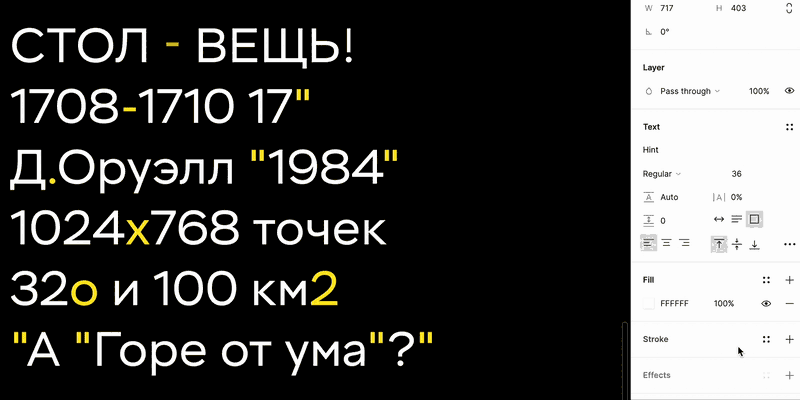 СТОЛ - ВЕЩЬ!
1708-1710 17"
Д.Оруэлл "1984"
1024x768 точек
32о и 100 км2
"А "Горе от ума"?"
W 717 H 403
0°
Layer
Pass through 100%
Text
Hint
Regular 36
Auto 0%
0
Fill
FFFFFF 100%
Stroke
Effects